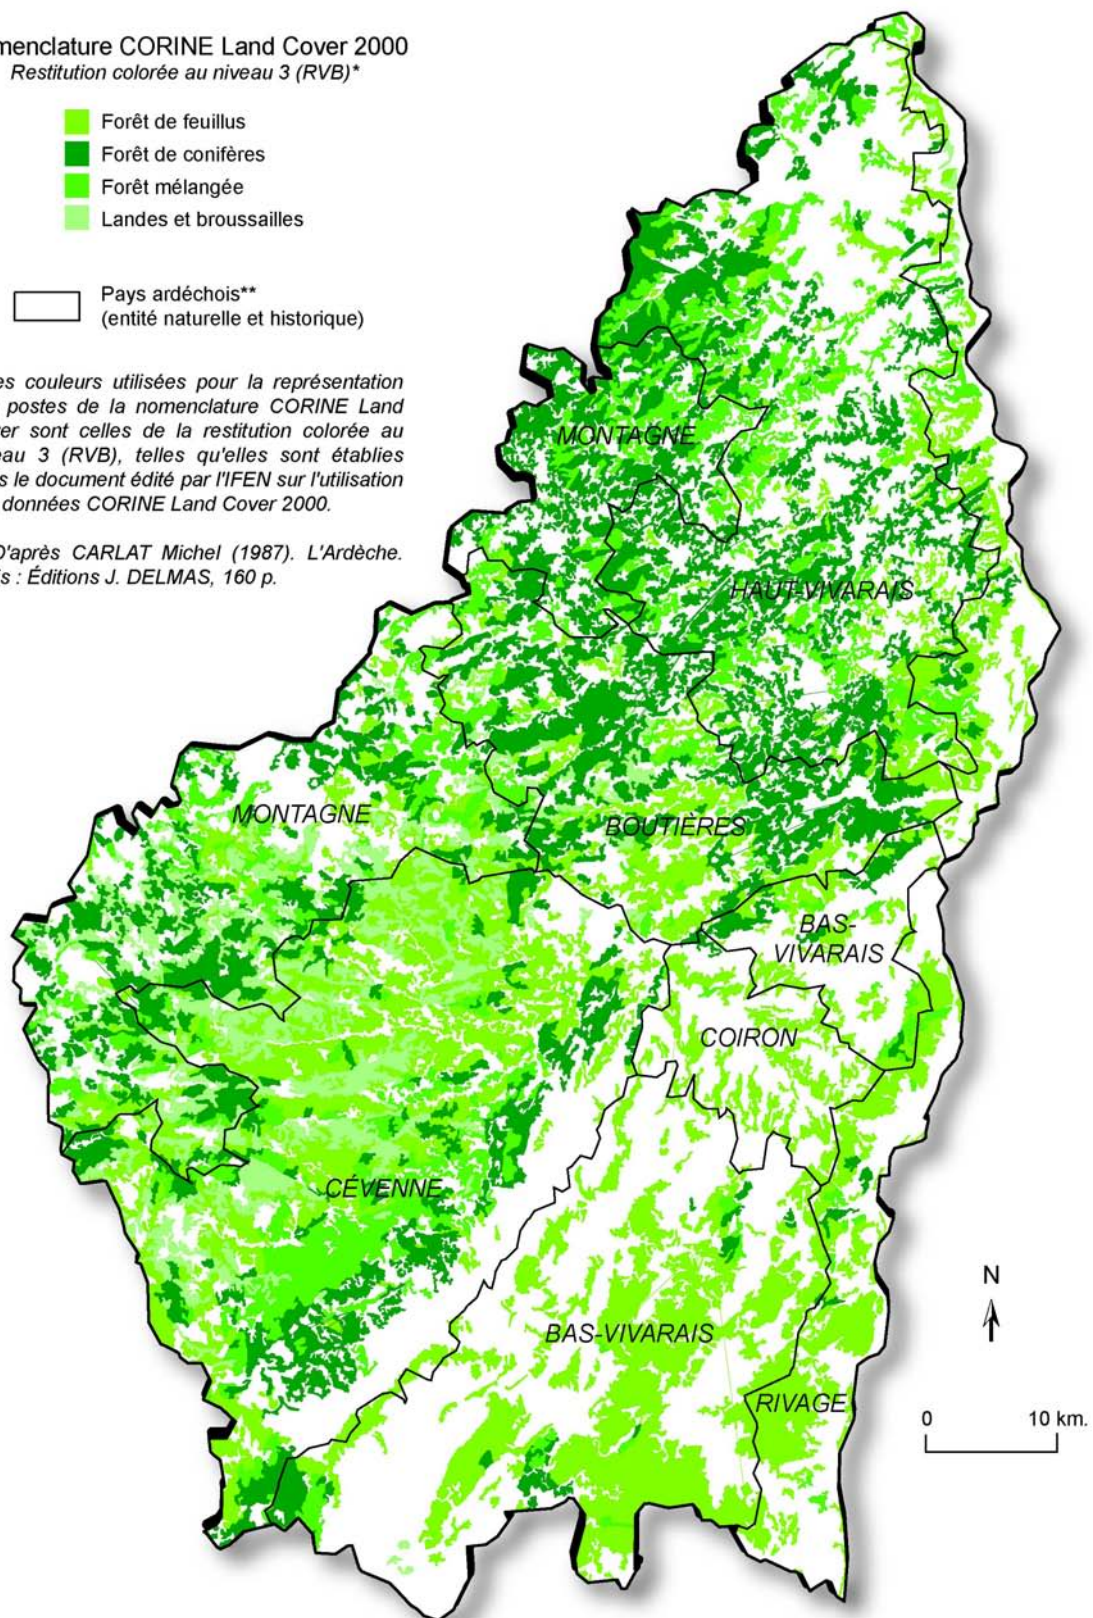 menclature CORINE Land Cover 2000
Restitution colorée au niveau 3 (RVB)*
Forêt de feuillus
Forêt de conifères
Forêt mélangée
Landes et broussailles
Pays ardéchois**
(entité naturelle et historique)
es couleurs utilisées pour la représentation
postes de la nomenclature CORINE Land
er sont celles de la restitution colorée au
eau 3 (RVB), telles qu'elles sont établies
s le document édité par l'IFEN sur l'utilisation
données CORINE Land Cover 2000.
D'après CARLAT Michel (1987). L'Ardèche.
is : Éditions J. DELMAS, 160 p.
MONTAGNE
HAUT-VIVARAIS
MONTAGNE
BOUTIÈRES
BAS-
VIVARAIS
COIRON
CÉVENNE
BAS-VIVARAIS
RIVAGE
N
0 10 km.